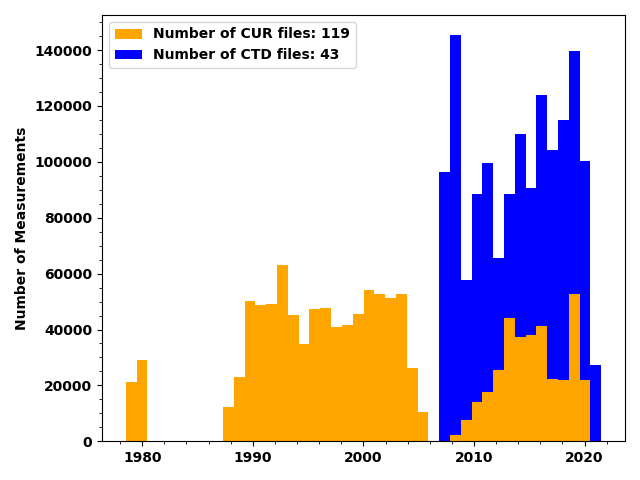 Number of CUR files: 119
Number of CTD files: 43
Number of Measurements
140000
120000
100000
80000
60000
40000
20000
0
1980 1990 2000 2010 2020